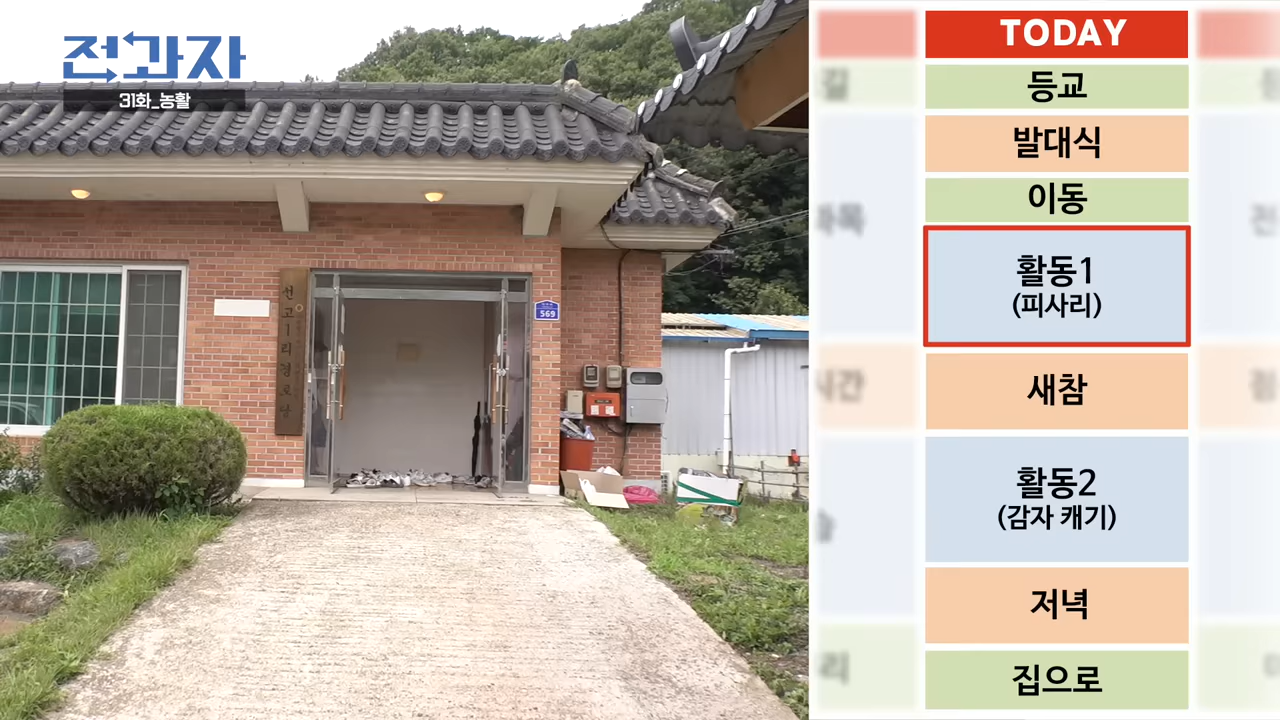 전과자
31화_농활
선고1리경로당
569
TODAY
등교
발대식
이동
활동1
(피사리)
새참
활동2
(감자 캐기)
저녁
집으로